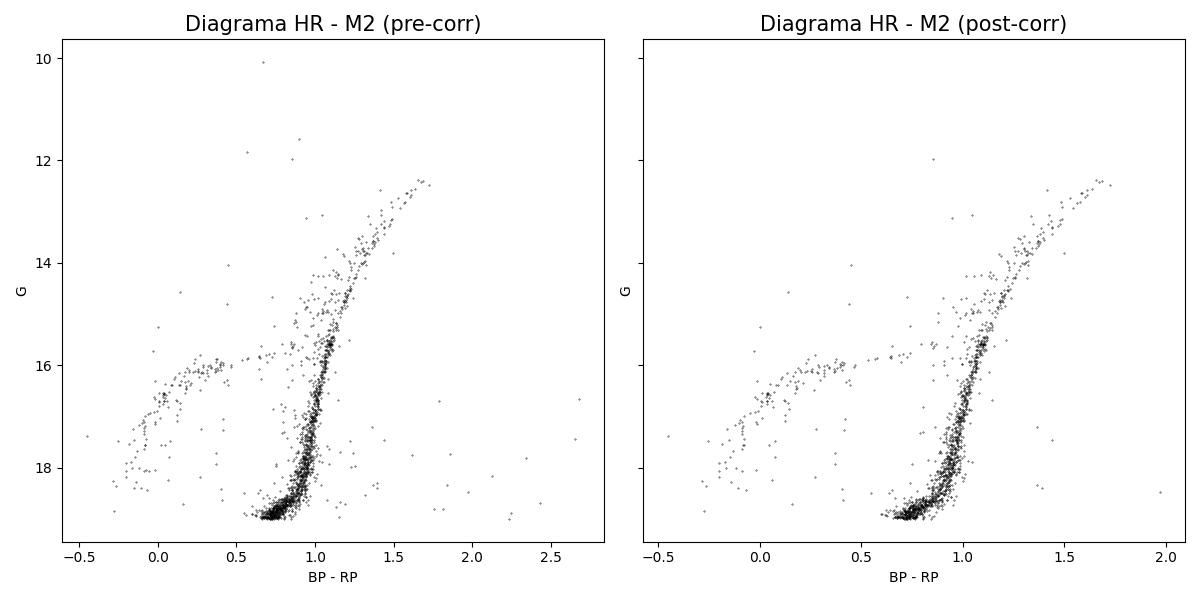 Diagrama HR - M2 (pre-corr)
Diagrama HR - M2 (post-corr)
10
12
14
16
18
G
G
−0.5 0.0 0.5 1.0 1.5 2.0 2.5
−0.5 0.0 0.5 1.0 1.5 2.0
BP - RP
BP - RP